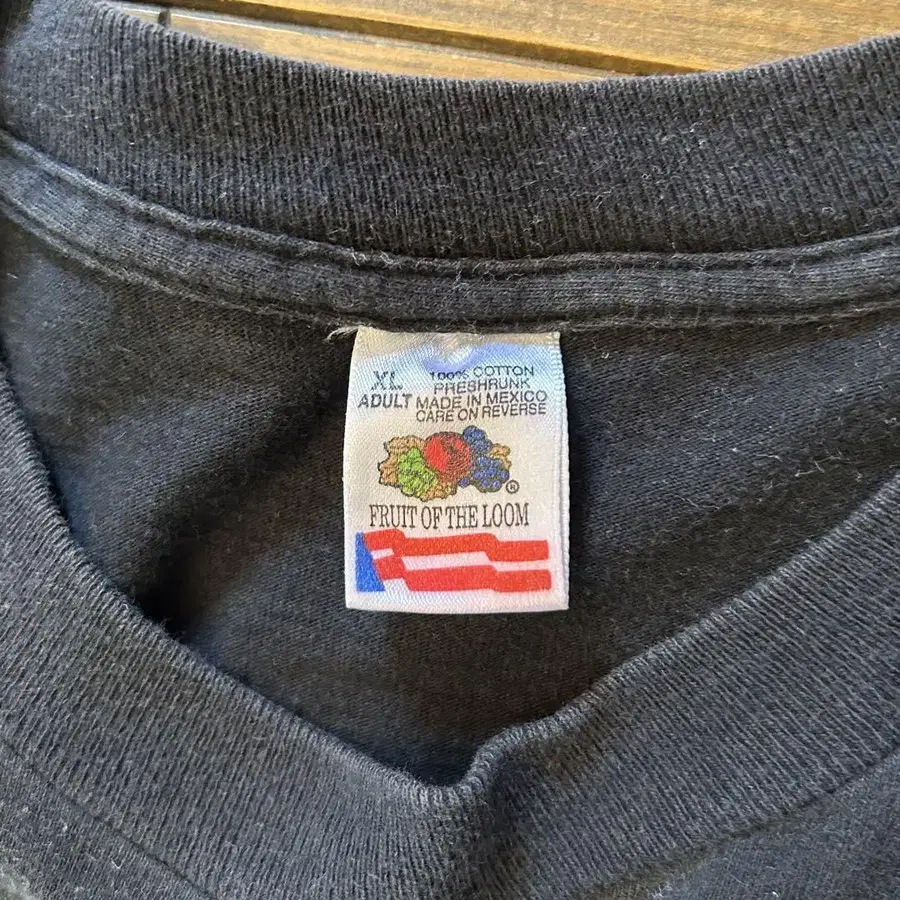 XL
ADULT
100% COTTON
PRESHRUNK
MADE IN MEXICO
CARE ON REVERSE
®
FRUIT OF THE LOOM